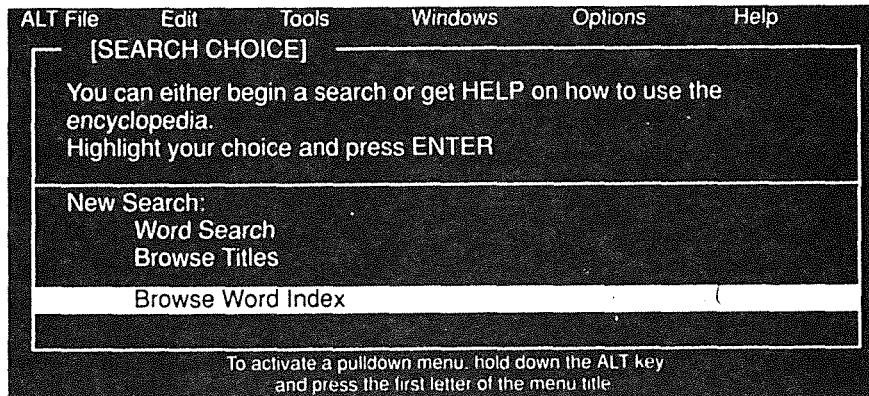 ALT File Edit Tools Windows Options Help
[SEARCH CHOICE]
You can either begin a search or get HELP on how to use the
encyclopedia.
Highlight your choice and press ENTER
New Search:
Word Search
Browse Titles
Browse Word Index
To activate a pulldown menu, hold down the ALT key
and press the first letter of the menu title